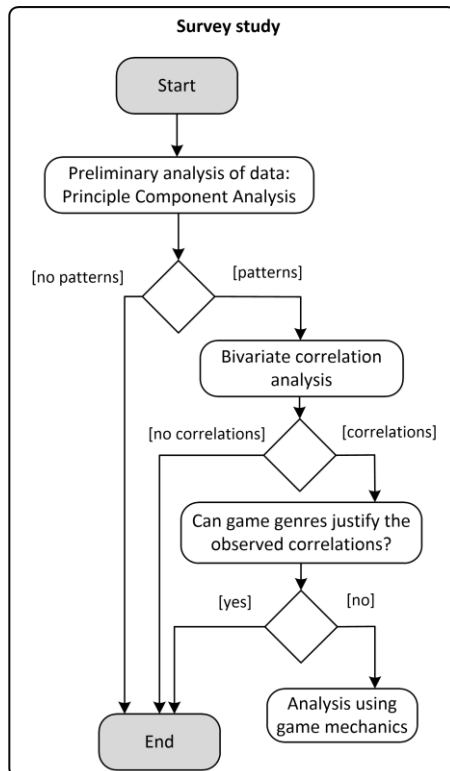 Survey study
Start
Preliminary analysis of data:
Principle Component Analysis
[no patterns]
[patterns]
Bivariate correlation
analysis
[no correlations]
[correlations]
Can game genres justify the
observed correlations?
[yes]
[no]
Analysis using
game mechanics
End